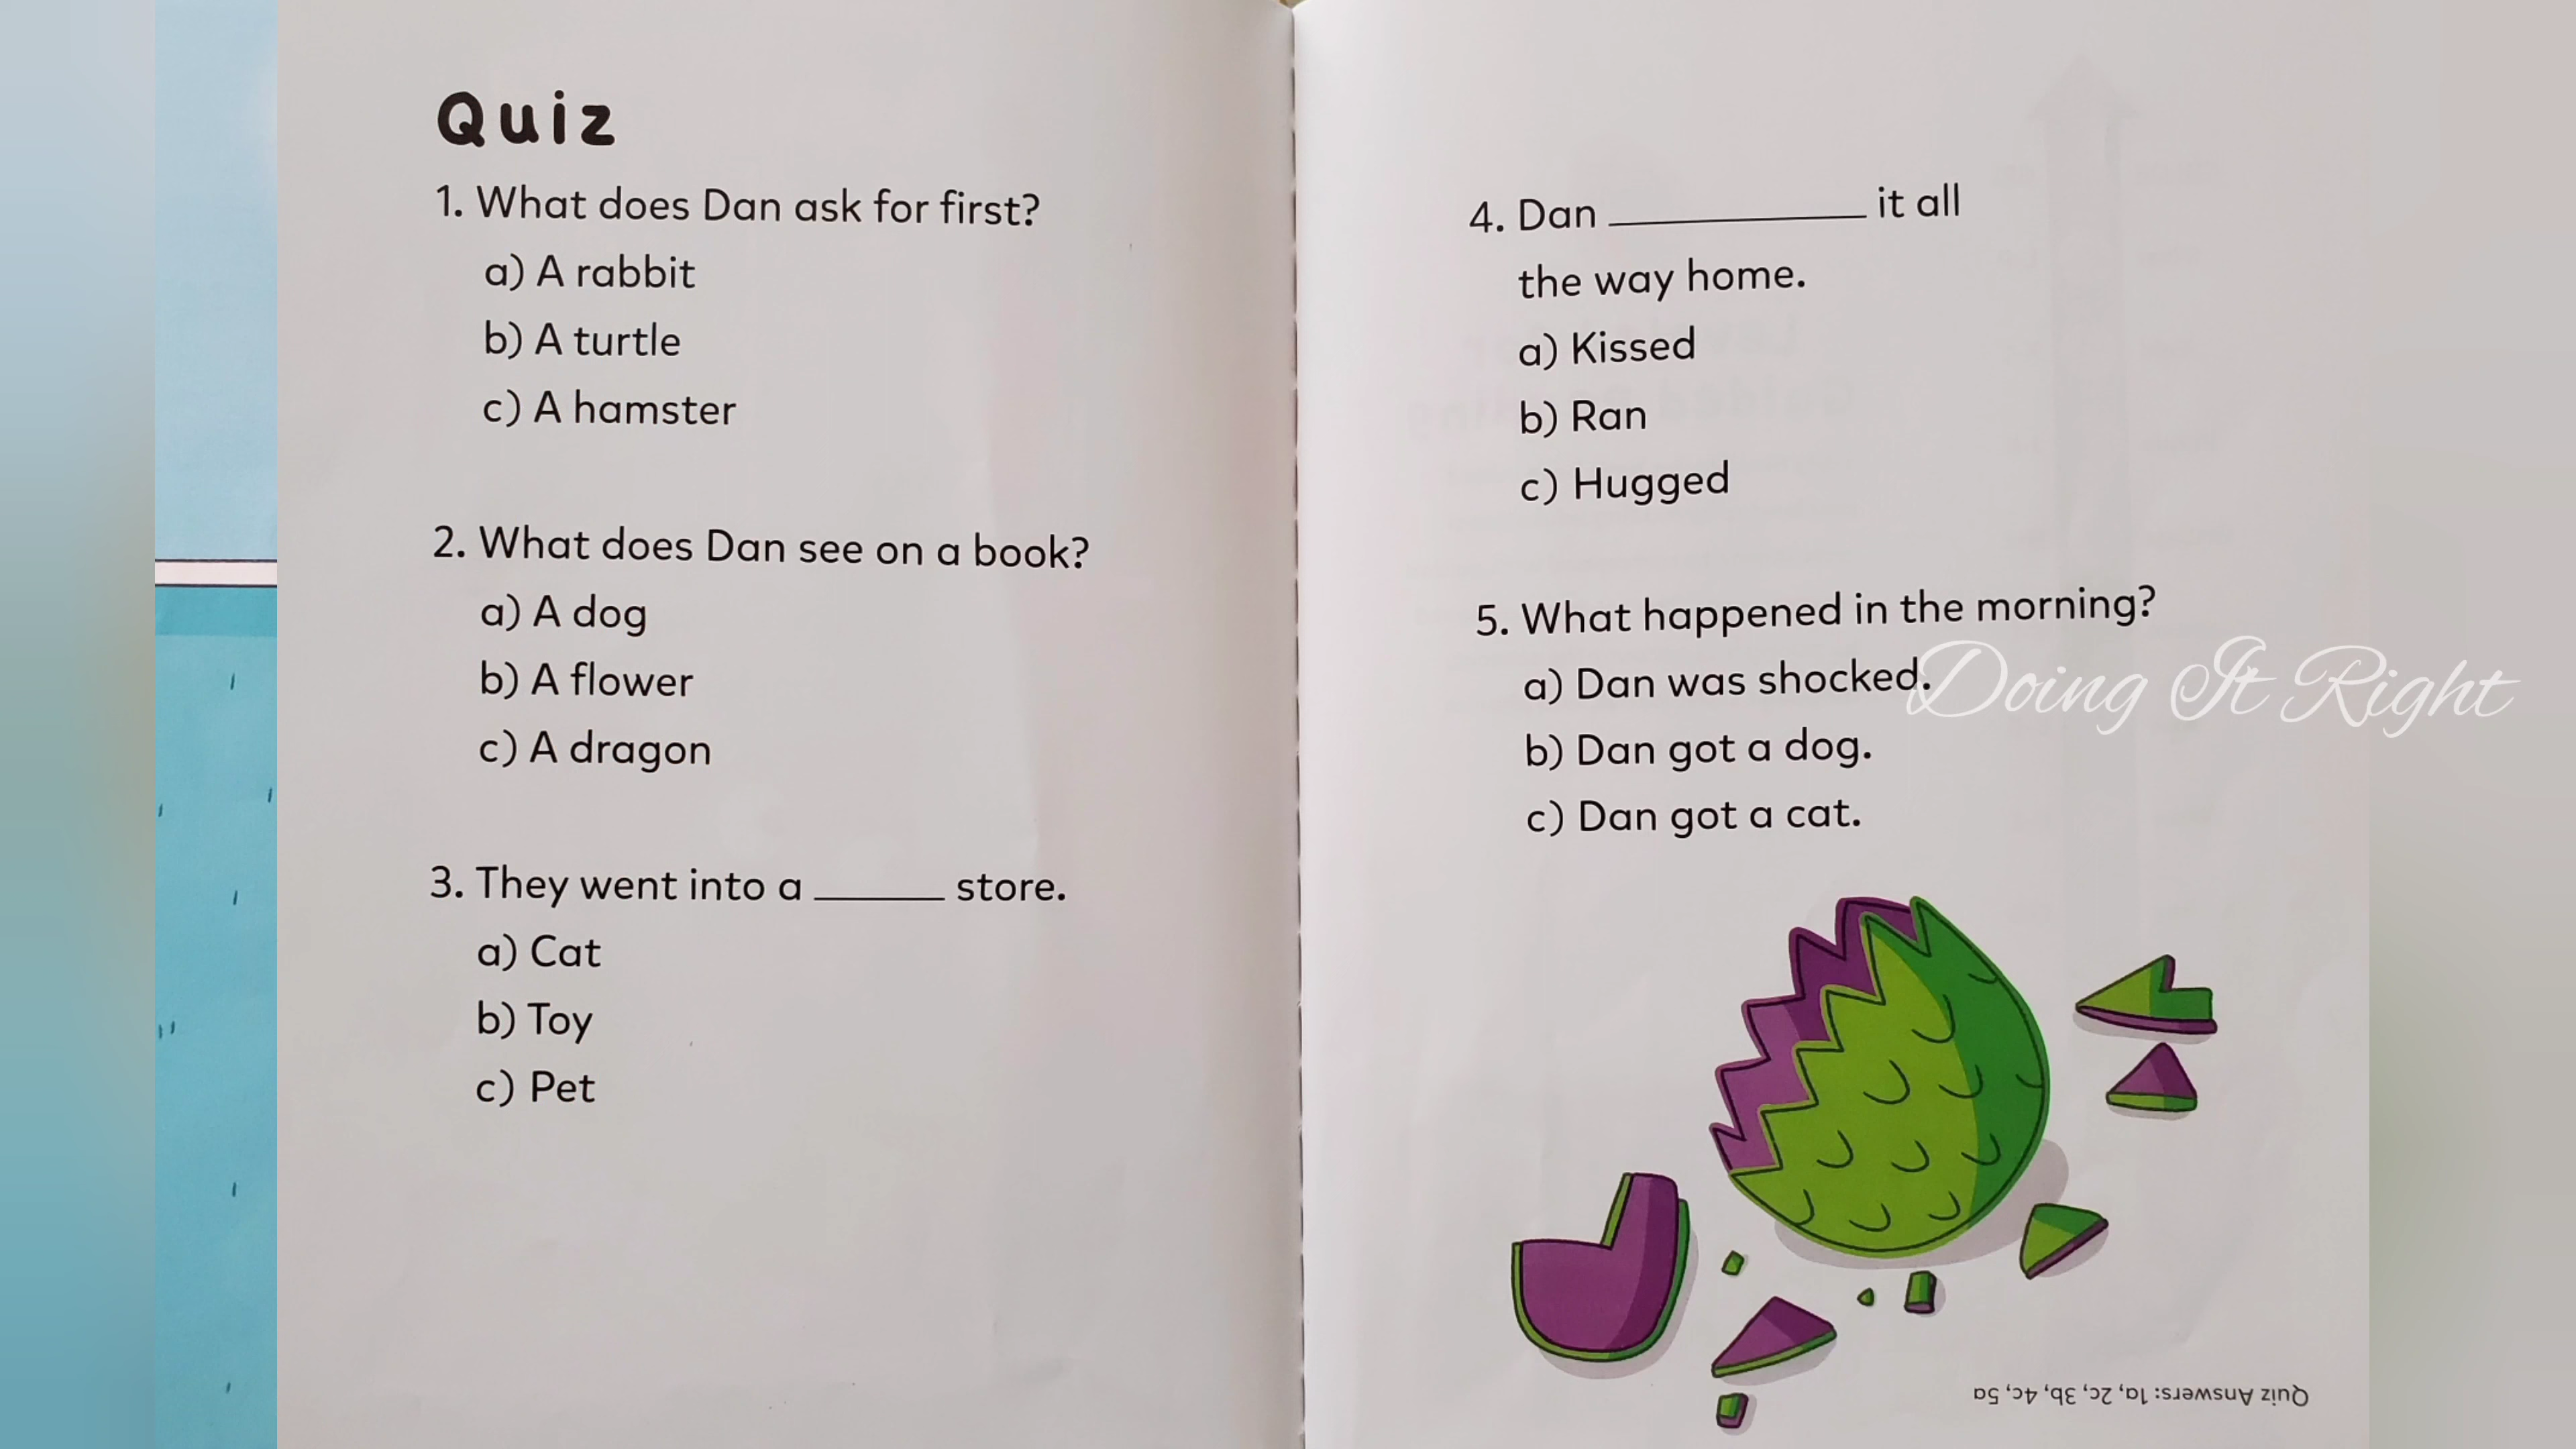 Quiz
1. What does Dan ask for first?
a) A rabbit
b) A turtle
c) A hamster
2. What does Dan see on a book?
a) A dog
b) A flower
c) A dragon
3. They went into a ______ store.
a) Cat
b) Toy
c) Pet
4. Dan ____________ it all
the way home.
a) Kissed
b) Ran
c) Hugged
5. What happened in the morning?
a) Dan was shocked.
b) Dan got a dog.
c) Dan got a cat.
Doing It Right
Quiz Answers: 1a, 2c, 3b, 4c, 5a